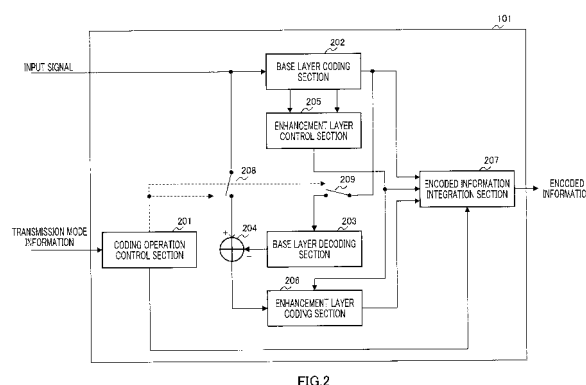 101
202
INPUT SIGNAL
BASE LAYER CODING
SECTION
205
ENHANCEMENT LAYER
CONTROL SECTION
207
208
209
ENCODED INFORMATION
INTEGRATION SECTION
ENCODED
INFORMATION
201
204
203
TRANSMISSION MODE
INFORMATION
CODING OPERATION
CONTROL SECTION
+
−
BASE LAYER DECODING
SECTION
206
ENHANCEMENT LAYER
CODING SECTION
FIG.2